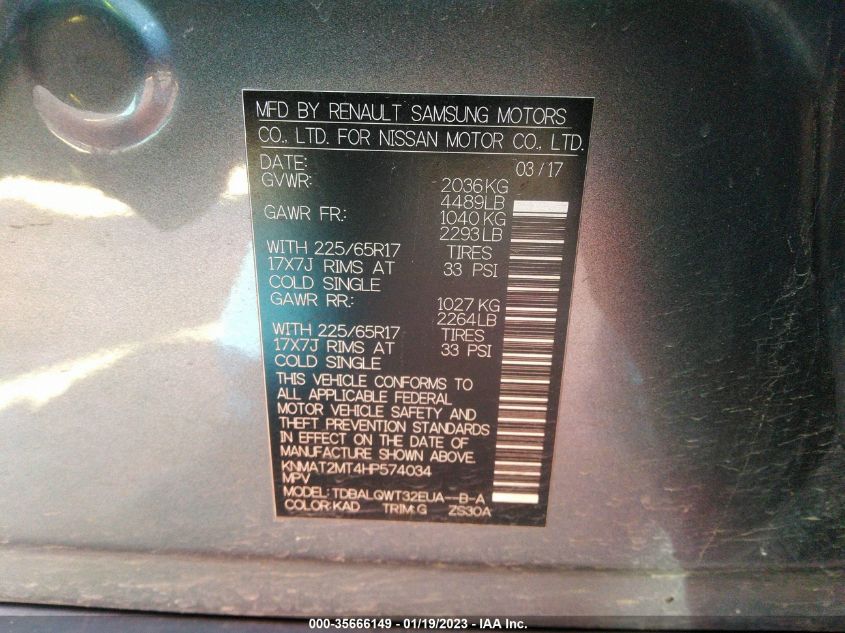 MFD BY RENAULT SAMSUNG MOTORS
CO., LTD. FOR NISSAN MOTOR CO., LTD.
DATE: 03/17
GVWR: 2036KG
4489LB
GAWR FR.: 1040KG
2293LB
WITH 225/65R17 TIRES
17X7J RIMS AT 33 PSI
COLD SINGLE
GAWR RR.: 1027KG
2264LB
WITH 225/65R17 TIRES
17X7J RIMS AT 33 PSI
COLD SINGLE
THIS VEHICLE CONFORMS TO
ALL APPLICABLE FEDERAL
MOTOR VEHICLE SAFETY AND
THEFT PREVENTION STANDARDS
IN EFFECT ON THE DATE OF
MANUFACTURE SHOWN ABOVE.
KNMAT2MT4HP574034
MPV
MODEL: TDBALQWT32EUA--B-A
COLOR: KAD TRIM: G ZS30A
000-35666149 - 01/19/2023 - IAA Inc.